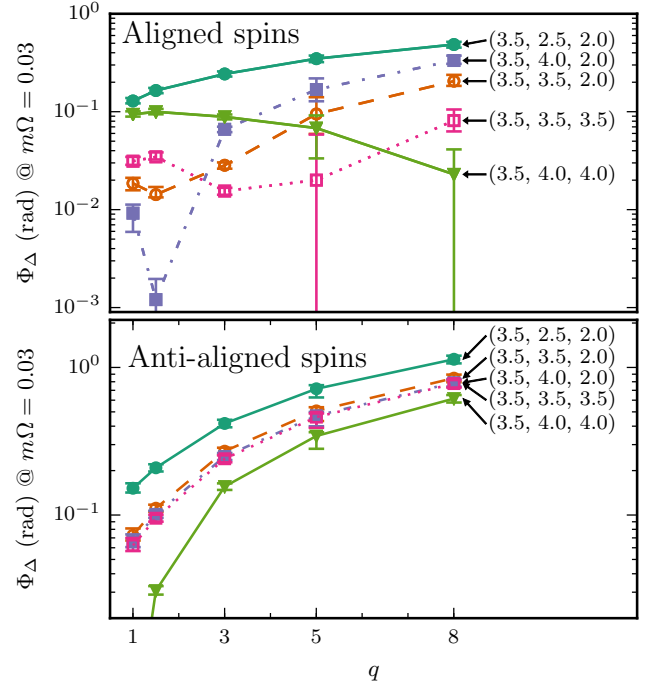 Aligned spins
Φ_Δ (rad) @ mΩ = 0.03
10^0
10^−1
10^−2
10^−3
(3.5, 2.5, 2.0)
(3.5, 4.0, 2.0)
(3.5, 3.5, 2.0)
(3.5, 3.5, 3.5)
(3.5, 4.0, 4.0)
Anti-aligned spins
Φ_Δ (rad) @ mΩ = 0.03
10^0
10^−1
(3.5, 2.5, 2.0)
(3.5, 3.5, 2.0)
(3.5, 4.0, 2.0)
(3.5, 3.5, 3.5)
(3.5, 4.0, 4.0)
1 3 5 8
q